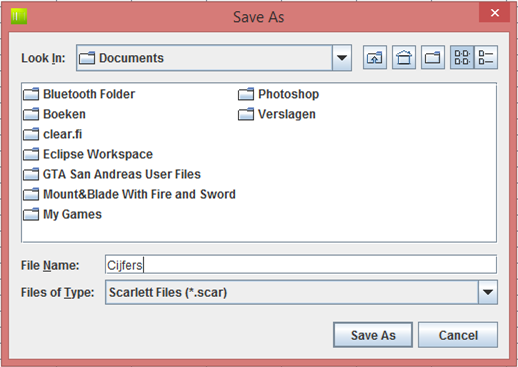 Save As
Look In: Documents
Bluetooth Folder
Boeken
clear.fi
Eclipse Workspace
GTA San Andreas User Files
Mount&Blade With Fire and Sword
My Games
Photoshop
Verslagen
File Name: Cijfers
Files of Type: Scarlett Files (*.scar)
Save As Cancel